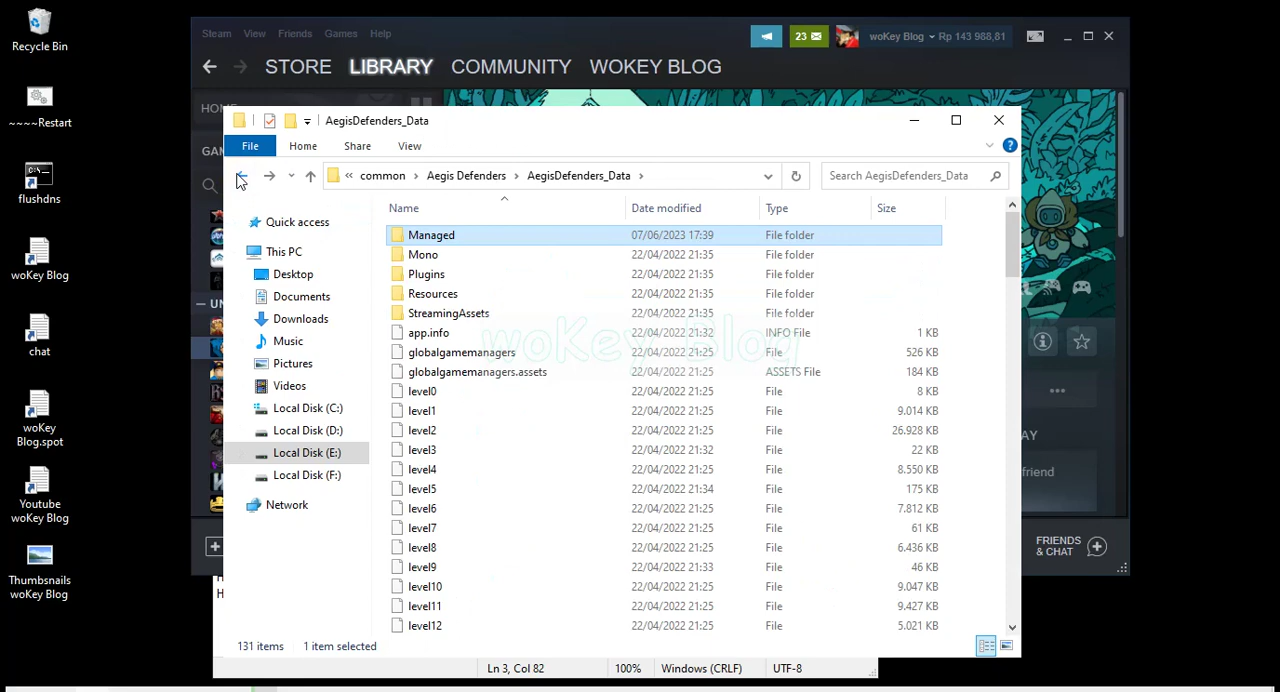 Recycle Bin
~~~~Restart
flushdns
woKey Blog
chat
woKey
Blog.spot
Youtube
woKey Blog
Thumbnails
woKey Blog
Steam View Friends Games Help
23
woKey Blog Rp 143 988,81
STORE LIBRARY COMMUNITY WOKEY BLOG
AegisDefenders_Data
File Home Share View
« common › Aegis Defenders › AegisDefenders_Data ›
Search AegisDefenders_Data
Quick access
This PC
Desktop
Documents
Downloads
Music
Pictures
Videos
Local Disk (C:)
Local Disk (D:)
Local Disk (E:)
Local Disk (F:)
Network
Name Date modified Type Size
Managed 07/06/2023 17:39 File folder
Mono 22/04/2022 21:35 File folder
Plugins 22/04/2022 21:35 File folder
Resources 22/04/2022 21:35 File folder
StreamingAssets 22/04/2022 21:35 File folder
app.info 22/04/2022 21:32 INFO File 1 KB
globalgamemanagers 22/04/2022 21:25 File 526 KB
globalgamemanagers.assets 22/04/2022 21:25 ASSETS File 184 KB
level0 22/04/2022 21:25 File 8 KB
level1 22/04/2022 21:25 File 9.014 KB
level2 22/04/2022 21:25 File 26.928 KB
level3 22/04/2022 21:32 File 22 KB
level4 22/04/2022 21:25 File 8.550 KB
level5 22/04/2022 21:34 File 175 KB
level6 22/04/2022 21:25 File 7.812 KB
level7 22/04/2022 21:25 File 61 KB
level8 22/04/2022 21:25 File 6.436 KB
level9 22/04/2022 21:33 File 46 KB
level10 22/04/2022 21:25 File 9.047 KB
level11 22/04/2022 21:25 File 9.427 KB
level12 22/04/2022 21:25 File 5.021 KB
woKey Blog
131 items 1 item selected
FRIENDS
& CHAT
Ln 3, Col 82 100% Windows (CRLF) UTF-8